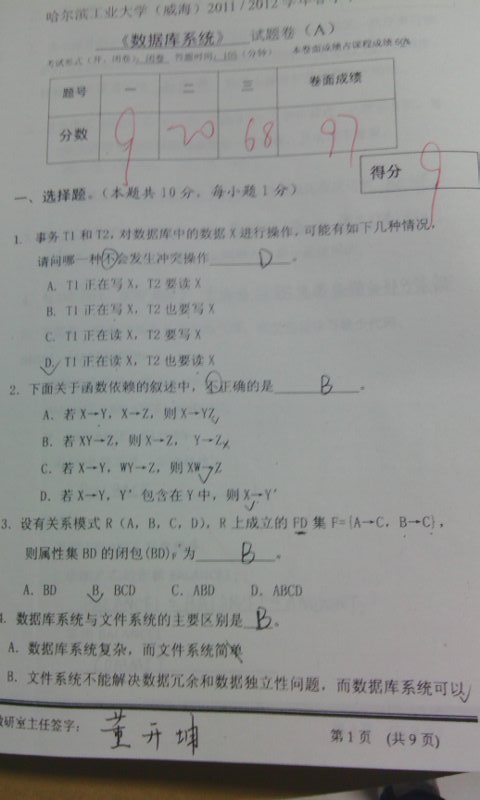 哈尔滨工业大学（威海）2011 / 2012 学年春季
《数据库系统》 试题卷（A）
考试形式（开、闭卷）：闭卷 答题时间：105（分钟） 本卷面成绩占课程成绩 60%
题号 一 二 三 卷面成绩
分数 9 20 68 97
得分 9
一、选择题。（本题共 10 分，每小题 1 分）
1. 事务 T1 和 T2，对数据库中的数据 X 进行操作，可能有如下几种情况，
请问哪一种不会发生冲突操作 D 。
A. T1 正在写 X，T2 要读 X
B. T1 正在写 X，T2 也要写 X
C. T1 正在读 X，T2 要写 X
D. T1 正在读 X，T2 也要读 X
2. 下面关于函数依赖的叙述中，不正确的是 B 。
A. 若 X→Y，X→Z，则 X→YZ
B. 若 XY→Z，则 X→Z， Y→Z
C. 若 X→Y，WY→Z，则 XW→Z
D. 若 X→Y，Y′ 包含在 Y 中，则 X→Y′
3. 设有关系模式 R（A，B，C，D），R 上成立的 FD 集 F={A→C，B→C}，
则属性集 BD 的闭包(BD)F 为 B 。
A. BD B. BCD C. ABD D. ABCD
4. 数据库系统与文件系统的主要区别是 B 。
A. 数据库系统复杂，而文件系统简单
B. 文件系统不能解决数据冗余和数据独立性问题，而数据库系统可以
教研室主任签字： 董开坤
第 1 页 （共 9 页）